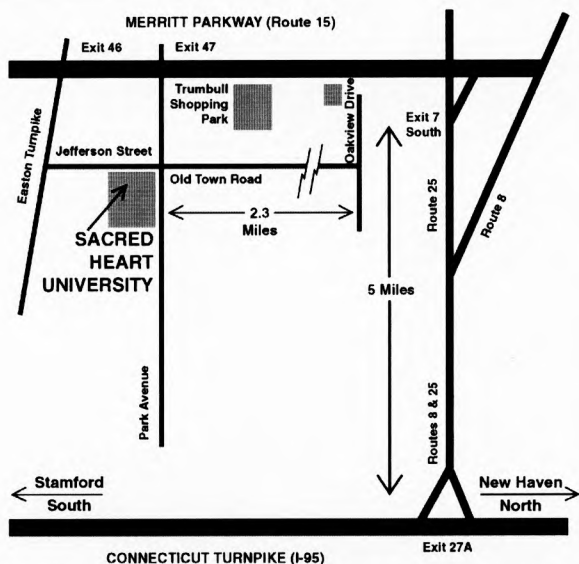 MERRITT PARKWAY (Route 15)
Exit 46
Exit 47
Trumbull
Shopping
Park
Oakview Drive
Exit 7
South
Easton Turnpike
Jefferson Street
Old Town Road
Route 25
Route 8
2.3
Miles
SACRED
HEART
UNIVERSITY
5 Miles
Park Avenue
Routes 8 & 25
Stamford
South
New Haven
North
Exit 27A
CONNECTICUT TURNPIKE (I-95)